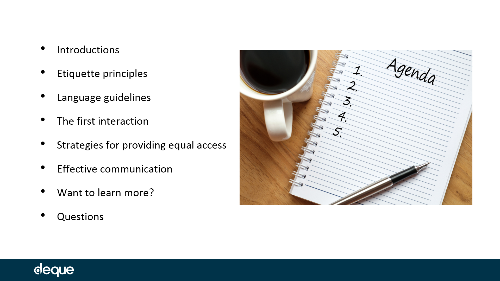 Introductions
Etiquette principles
Language guidelines
The first interaction
Strategies for providing equal access
Effective communication
Want to learn more?
Questions
Agenda
1.
2.
3.
4.
5.
deque